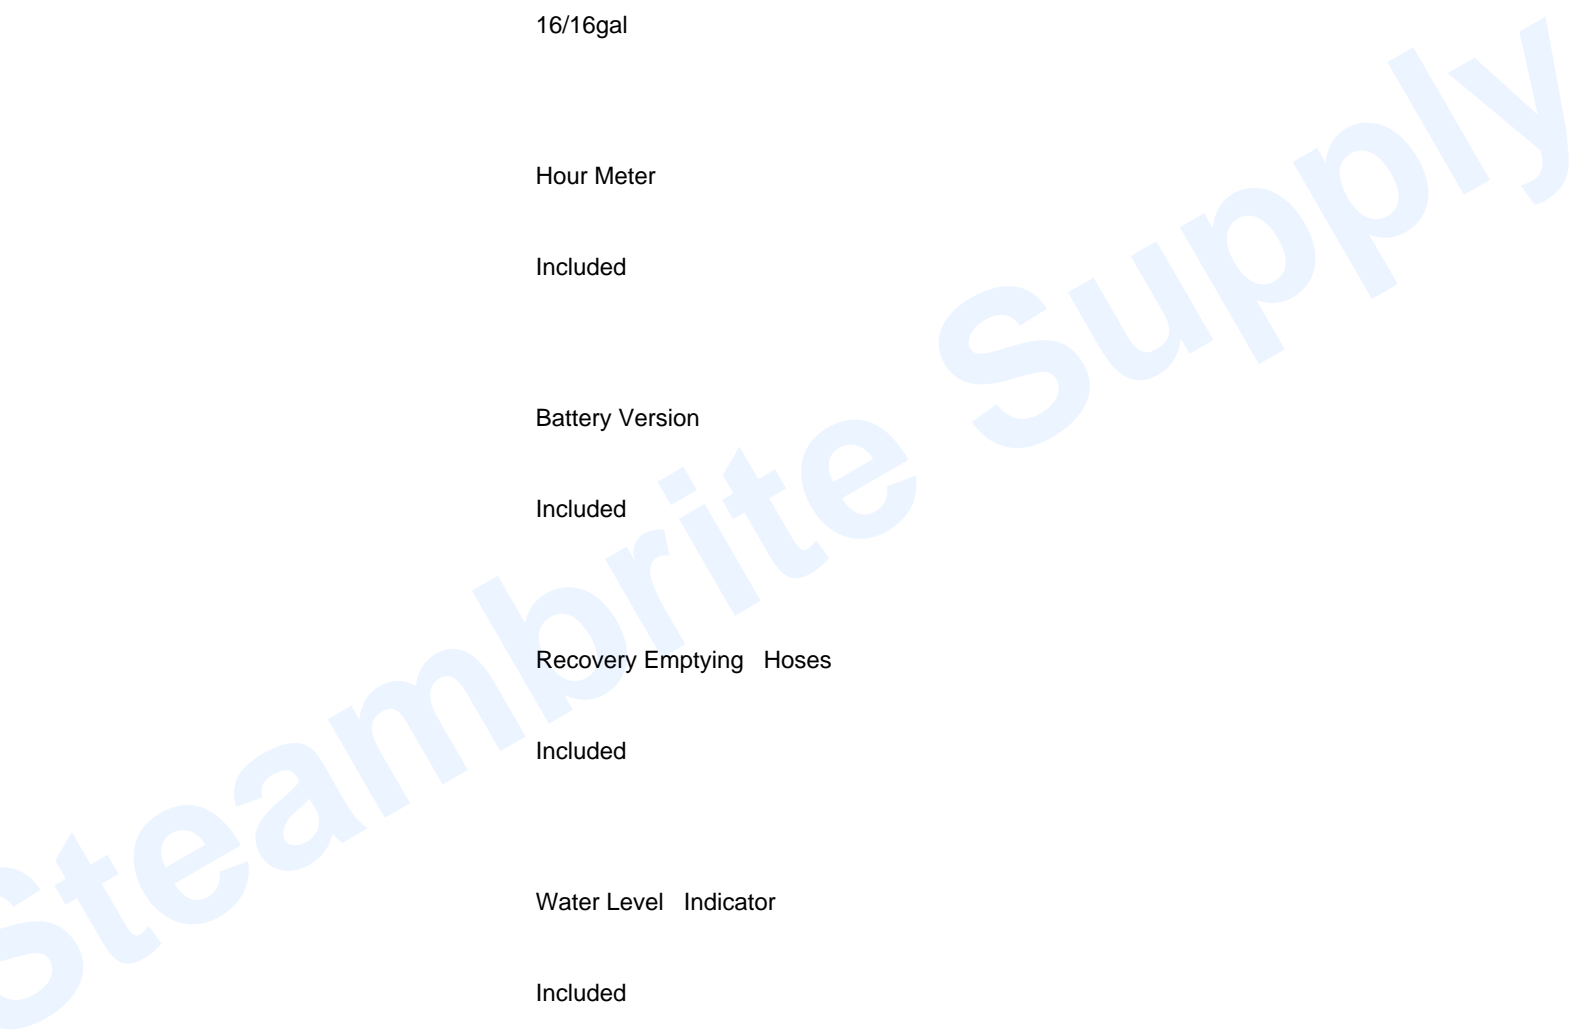 16/16gal
Hour Meter
Included
Battery Version
Included
Recovery Emptying Hoses
Included
Water Level Indicator
Included
Steambrite Supply